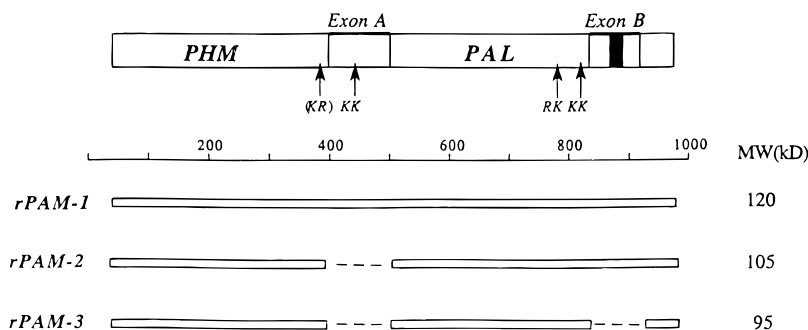 Exon A Exon B
PHM PAL
(KR) KK RK KK
200 400 600 800 1000 MW(kD)
rPAM-1 120
rPAM-2 105
rPAM-3 95